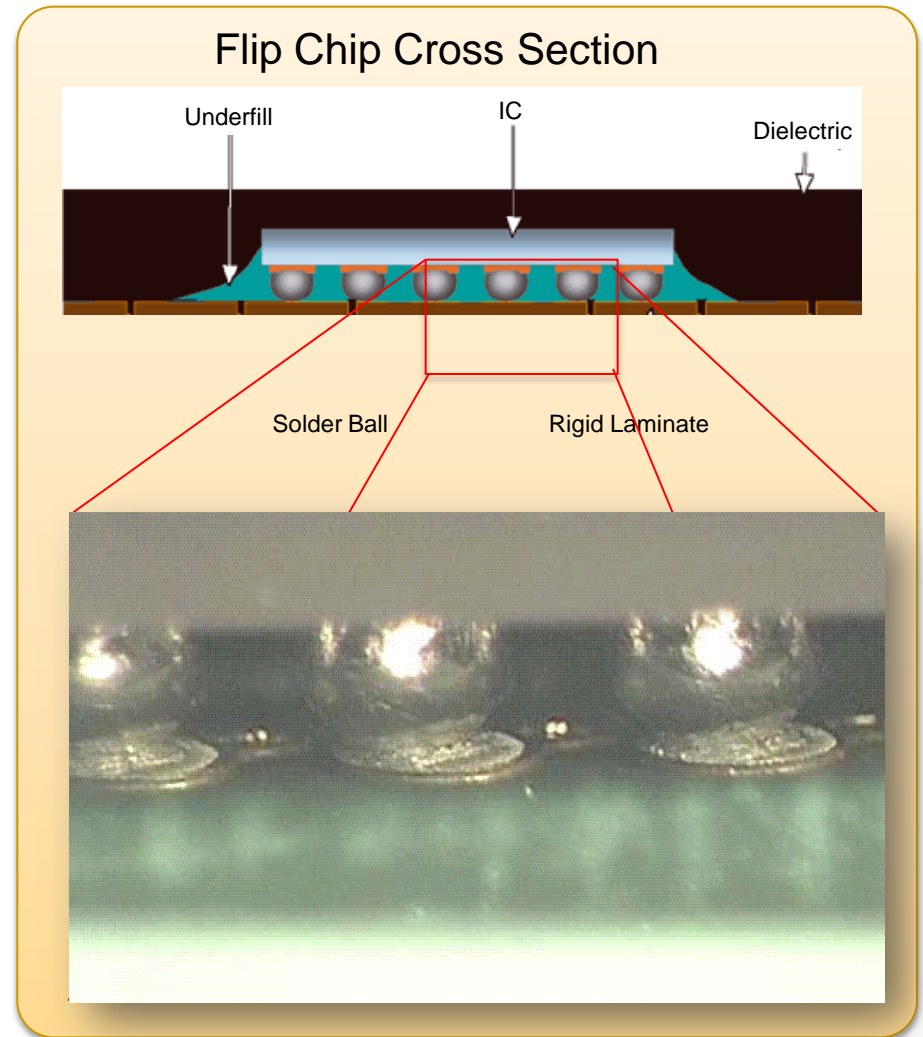 Flip Chip Cross Section
Underfill
IC
Dielectric
Solder Ball
Rigid Laminate